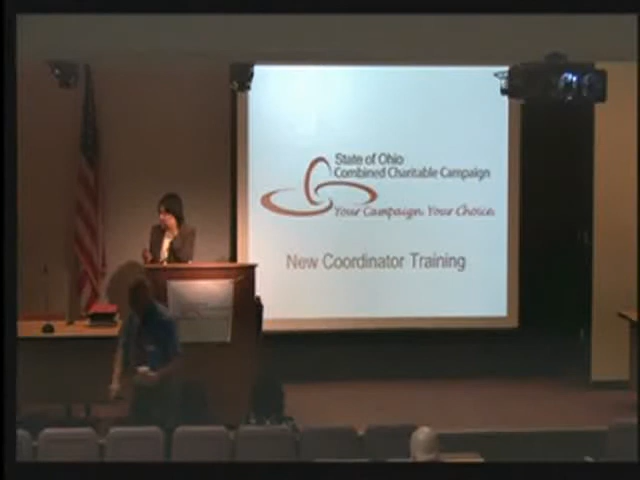 State of Ohio
Combined Charitable Campaign
Your Campaign. Your Choice.
New Coordinator Training